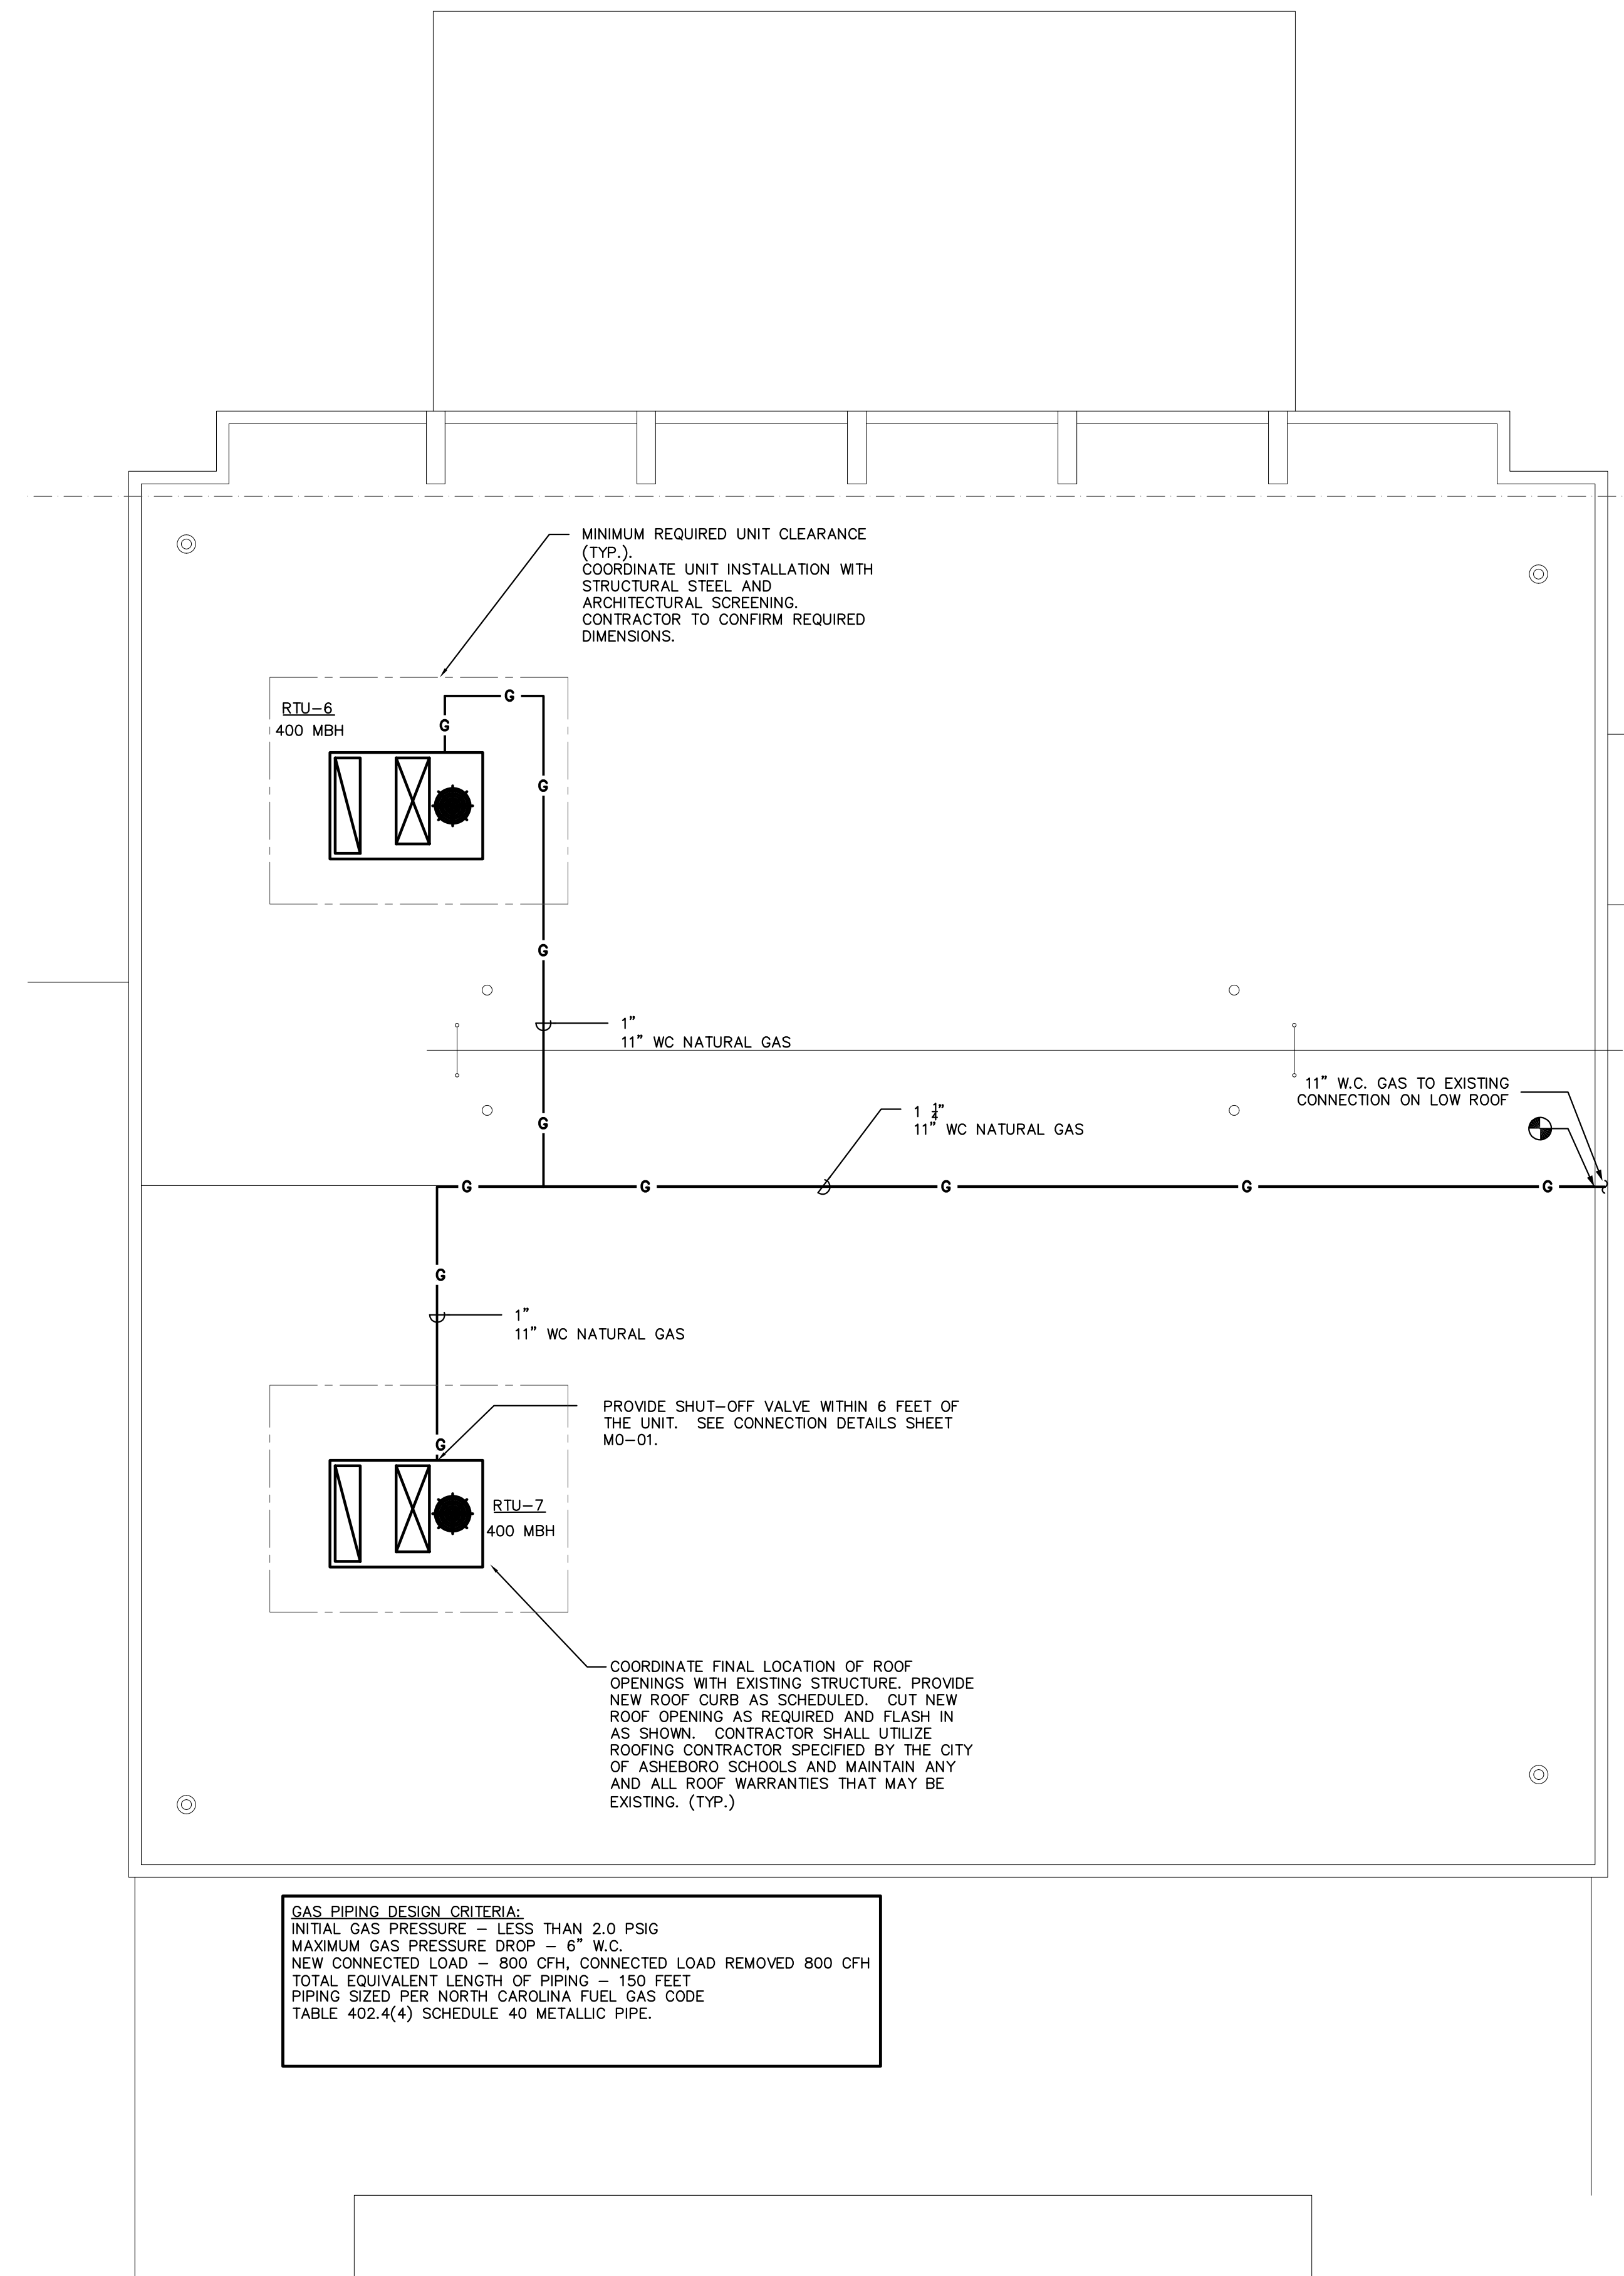 MINIMUM REQUIRED UNIT CLEARANCE
(TYP.).
COORDINATE UNIT INSTALLATION WITH
STRUCTURAL STEEL AND
ARCHITECTURAL SCREENING.
CONTRACTOR TO CONFIRM REQUIRED
DIMENSIONS.
G
RTU-6
G
400 MBH
G
G
1"
11" WC NATURAL GAS
11" W.C. GAS TO EXISTING
CONNECTION ON LOW ROOF
1 1/4"
11" WC NATURAL GAS
G
G
G
G
G
G
G
1"
11" WC NATURAL GAS
PROVIDE SHUT-OFF VALVE WITHIN 6 FEET OF
THE UNIT. SEE CONNECTION DETAILS SHEET
M0-01.
G
RTU-7
400 MBH
COORDINATE FINAL LOCATION OF ROOF
OPENINGS WITH EXISTING STRUCTURE. PROVIDE
NEW ROOF CURB AS SCHEDULED. CUT NEW
ROOF OPENING AS REQUIRED AND FLASH IN
AS SHOWN. CONTRACTOR SHALL UTILIZE
ROOFING CONTRACTOR SPECIFIED BY THE CITY
OF ASHEBORO SCHOOLS AND MAINTAIN ANY
AND ALL ROOF WARRANTIES THAT MAY BE
EXISTING. (TYP.)
GAS PIPING DESIGN CRITERIA:
INITIAL GAS PRESSURE - LESS THAN 2.0 PSIG
MAXIMUM GAS PRESSURE DROP - 6" W.C.
NEW CONNECTED LOAD - 800 CFH, CONNECTED LOAD REMOVED 800 CFH
TOTAL EQUIVALENT LENGTH OF PIPING - 150 FEET
PIPING SIZED PER NORTH CAROLINA FUEL GAS CODE
TABLE 402.4(4) SCHEDULE 40 METALLIC PIPE.